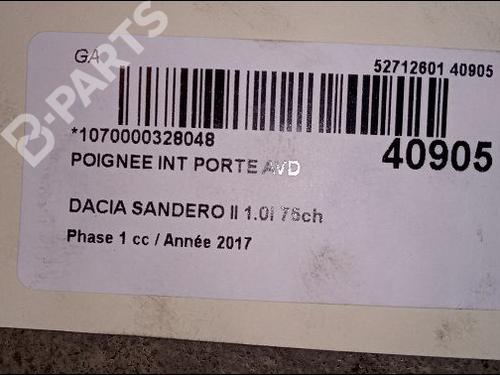 GA
52712601 40905
*1070000328048
40905
POIGNEE INT PORTE AVD
DACIA SANDERO II 1.0i 75ch
Phase 1 cc / Année 2017
B-PARTS